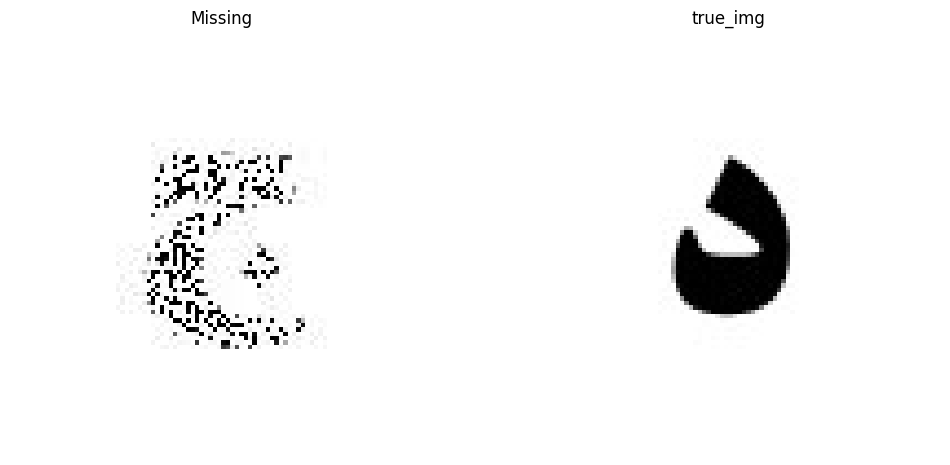 Missing true_img
ج د